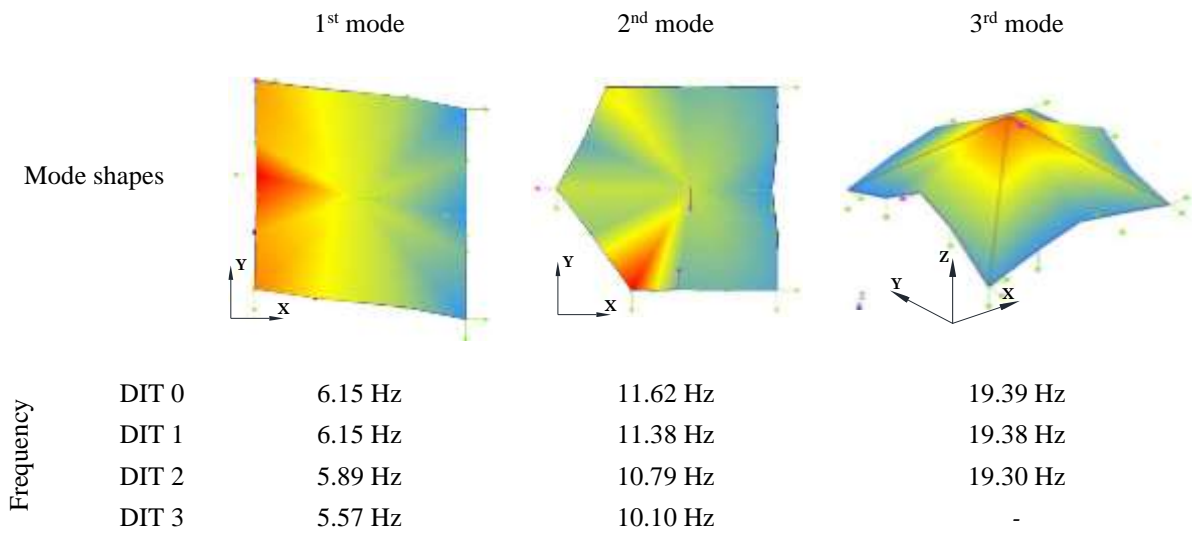 1st mode 2nd mode 3rd mode
Mode shapes
Y X
Y X
Z Y X
Frequency
DIT 0 6.15 Hz 11.62 Hz 19.39 Hz
DIT 1 6.15 Hz 11.38 Hz 19.38 Hz
DIT 2 5.89 Hz 10.79 Hz 19.30 Hz
DIT 3 5.57 Hz 10.10 Hz -